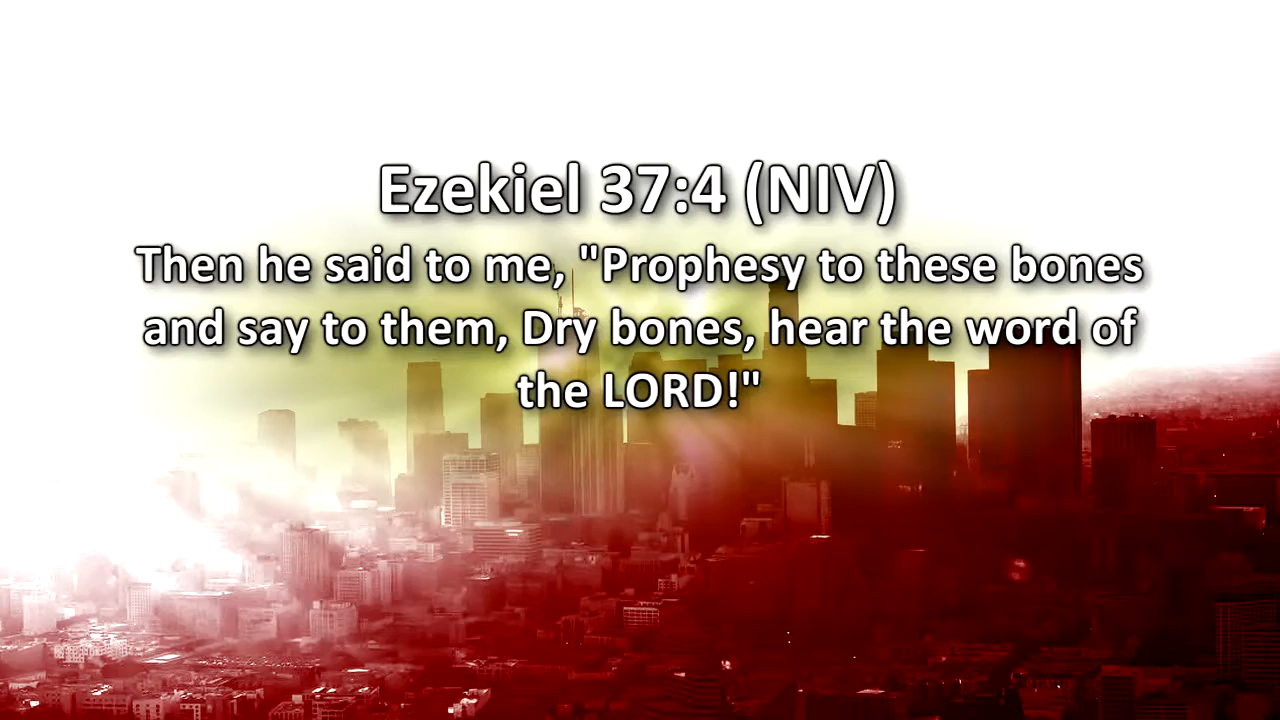 Ezekiel 37:4 (NIV)
Then he said to me, "Prophesy to these bones
and say to them, Dry bones, hear the word of
the LORD!"